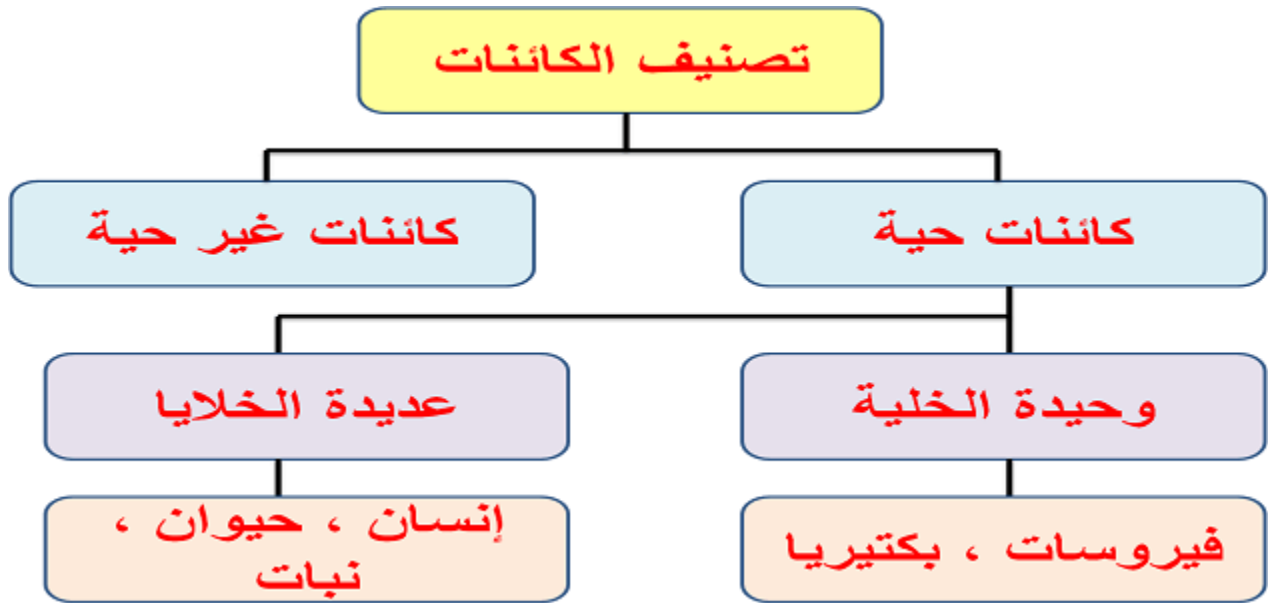 تصنيف الكائنات
كائنات حية
كائنات غير حية
وحيدة الخلية
عديدة الخلايا
فيروسات ، بكتيريا
إنسان ، حيوان ،
نبات